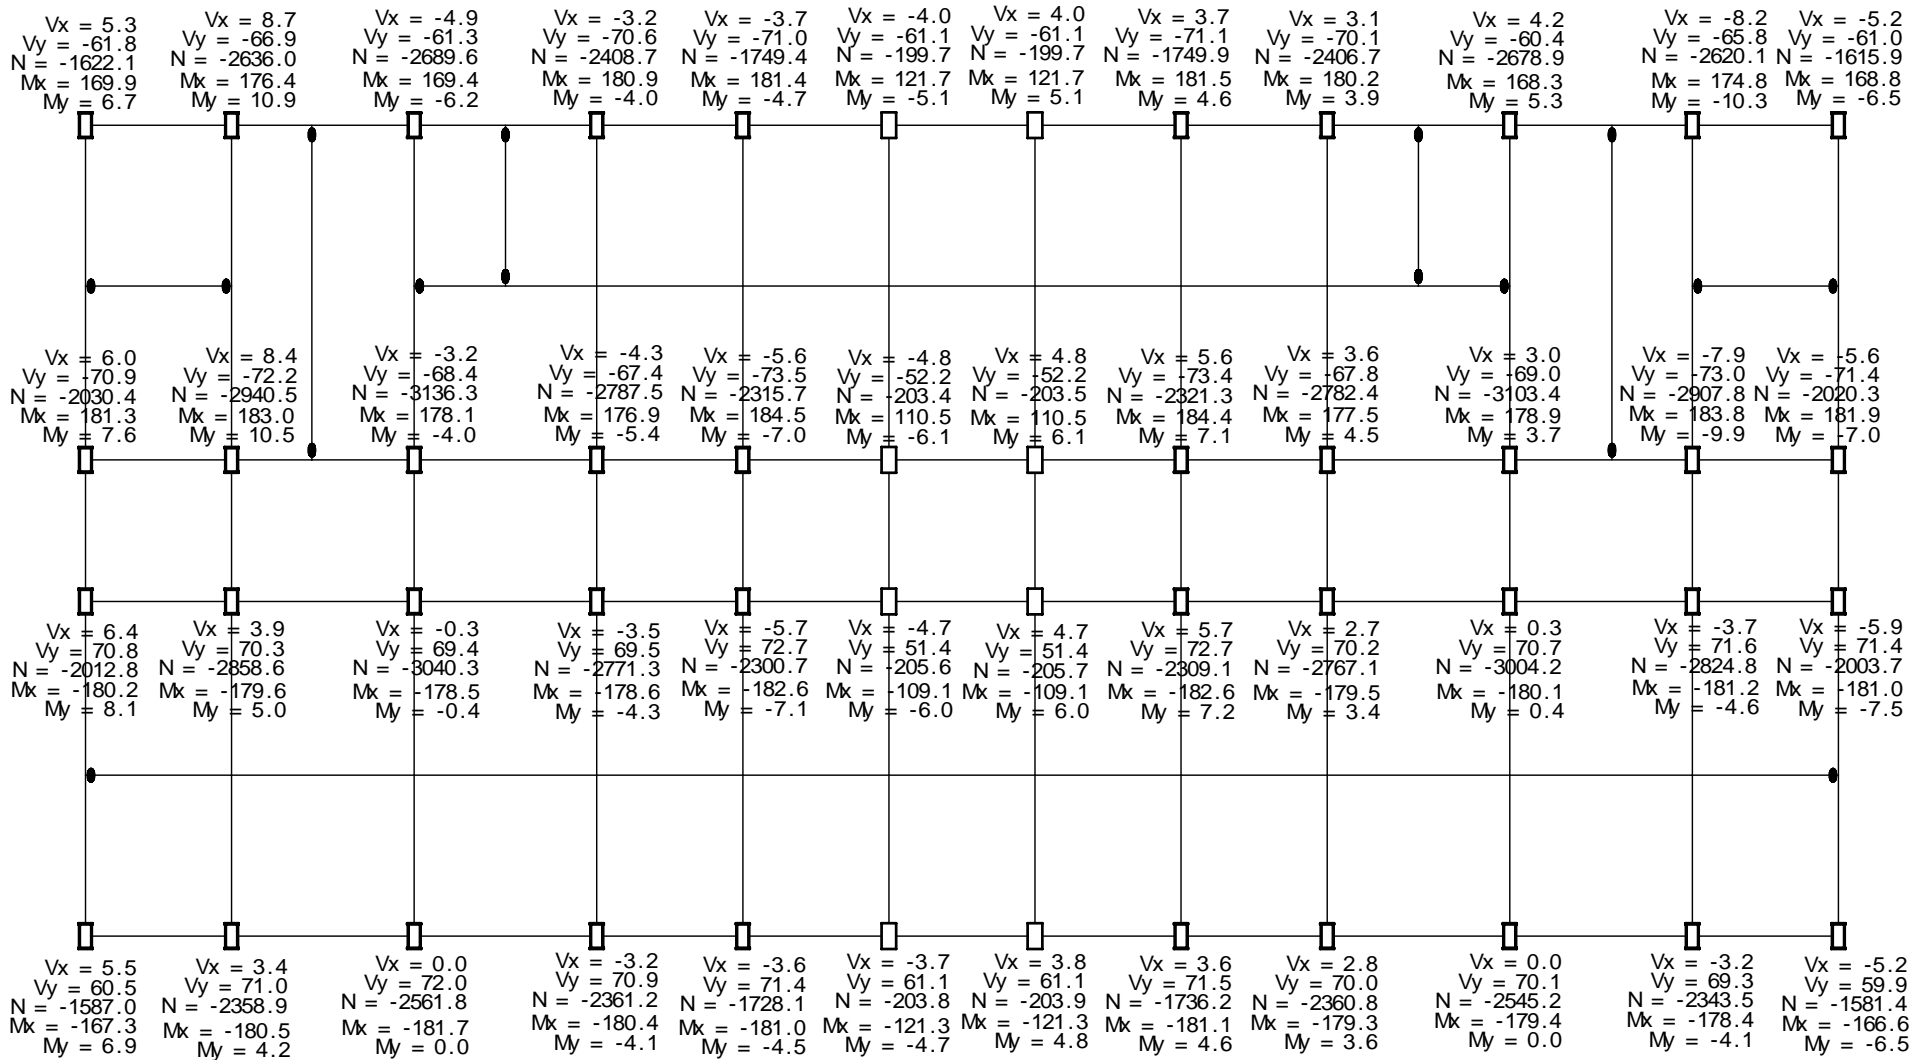 Vx = 5.3
Vy = -61.8
N = -1622.1
Mx = 169.9
My = 6.7
Vx = 8.7
Vy = -66.9
N = -2636.0
Mx = 176.4
My = 10.9
Vx = -4.9
Vy = -61.3
N = -2689.6
Mx = 169.4
My = -6.2
Vx = -3.2
Vy = -70.6
N = -2408.7
Mx = 180.9
My = -4.0
Vx = -3.7
Vy = -71.0
N = -1749.4
Mx = 181.4
My = -4.7
Vx = -4.0
Vy = -61.1
N = -199.7
Mx = 121.7
My = -5.1
Vx = 4.0
Vy = -61.1
N = -199.7
Mx = 121.7
My = 5.1
Vx = 3.7
Vy = -71.1
N = -1749.9
Mx = 181.5
My = 4.6
Vx = 3.1
Vy = -70.1
N = -2406.7
Mx = 180.2
My = 3.9
Vx = 4.2
Vy = -60.4
N = -2678.9
Mx = 168.3
My = 5.3
Vx = -8.2
Vy = -65.8
N = -2620.1
Mx = 174.8
My = -10.3
Vx = -5.2
Vy = -61.0
N = -1615.9
Mx = 168.8
My = -6.5
Vx = 6.0
Vy = -70.9
N = -2030.4
Mx = 181.3
My = 7.6
Vx = 8.4
Vy = -72.2
N = -2940.5
Mx = 183.0
My = 10.5
Vx = -3.2
Vy = -68.4
N = -3136.3
Mx = 178.1
My = -4.0
Vx = -4.3
Vy = -67.4
N = -2787.5
Mx = 176.9
My = -5.4
Vx = -5.6
Vy = -73.5
N = -2315.7
Mx = 184.5
My = -7.0
Vx = -4.8
Vy = -52.2
N = -203.4
Mx = 110.5
My = -6.1
Vx = 4.8
Vy = -52.2
N = -203.5
Mx = 110.5
My = 6.1
Vx = 5.6
Vy = -73.4
N = -2321.3
Mx = 184.4
My = 7.1
Vx = 3.6
Vy = -67.8
N = -2782.4
Mx = 177.5
My = 4.5
Vx = 3.0
Vy = -69.0
N = -3103.4
Mx = 178.9
My = 3.7
Vx = -7.9
Vy = -73.0
N = -2907.8
Mx = 183.8
My = -9.9
Vx = -5.6
Vy = -71.4
N = -2020.3
Mx = 181.9
My = -7.0
Vx = 6.4
Vy = 70.8
N = -2012.8
Mx = -180.2
My = 8.1
Vx = 3.9
Vy = 70.3
N = -2858.6
Mx = -179.6
My = 5.0
Vx = -0.3
Vy = 69.4
N = -3040.3
Mx = -178.5
My = -0.4
Vx = -3.5
Vy = 69.5
N = -2771.3
Mx = -178.6
My = -4.3
Vx = -5.7
Vy = 72.7
N = -2300.7
Mx = -182.6
My = -7.1
Vx = -4.7
Vy = 51.4
N = -205.6
Mx = -109.1
My = -6.0
Vx = 4.7
Vy = 51.4
N = -205.7
Mx = -109.1
My = 6.0
Vx = 5.7
Vy = 72.7
N = -2309.1
Mx = -182.6
My = 7.2
Vx = 2.7
Vy = 70.2
N = -2767.1
Mx = -179.5
My = 3.4
Vx = 0.3
Vy = 70.7
N = -3004.2
Mx = -180.1
My = 0.4
Vx = -3.7
Vy = 71.6
N = -2824.8
Mx = -181.2
My = -4.6
Vx = -5.9
Vy = 71.4
N = -2003.7
Mx = -181.0
My = -7.5
Vx = 5.5
Vy = 60.5
N = -1587.0
Mx = -167.3
My = 6.9
Vx = 3.4
Vy = 71.0
N = -2358.9
Mx = -180.5
My = 4.2
Vx = 0.0
Vy = 72.0
N = -2561.8
Mx = -181.7
My = 0.0
Vx = -3.2
Vy = 70.9
N = -2361.2
Mx = -180.4
My = -4.1
Vx = -3.6
Vy = 71.4
N = -1728.1
Mx = -181.0
My = -4.5
Vx = -3.7
Vy = 61.1
N = -203.8
Mx = -121.3
My = -4.7
Vx = 3.8
Vy = 61.1
N = -203.9
Mx = -121.3
My = 4.8
Vx = 3.6
Vy = 71.5
N = -1736.2
Mx = -181.1
My = 4.6
Vx = 2.8
Vy = 70.0
N = -2360.8
Mx = -179.3
My = 3.6
Vx = 0.0
Vy = 70.1
N = -2545.2
Mx = -179.4
My = 0.0
Vx = -3.2
Vy = 69.3
N = -2343.5
Mx = -178.4
My = -4.1
Vx = -5.2
Vy = 59.9
N = -1581.4
Mx = -166.6
My = -6.5